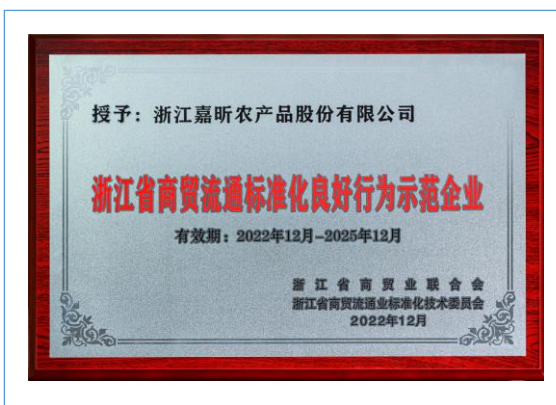 授予：浙江嘉昕农产品股份有限公司
浙江省商贸流通标准化良好行为示范企业
有效期：2022年12月-2025年12月
浙江省商贸业联合会
浙江省商贸流通业标准化技术委员会
2022年12月